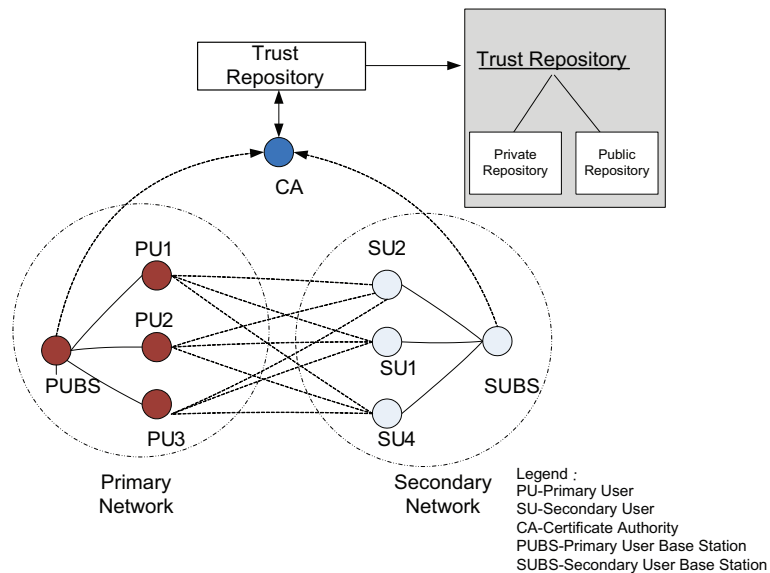 Trust
Repository
Trust Repository
Private
Repository
Public
Repository
CA
PU1
SU2
PU2
SU1
PUBS
SUBS
PU3
SU4
Primary
Network
Secondary
Network
Legend :
PU-Primary User
SU-Secondary User
CA-Certificate Authority
PUBS-Primary User Base Station
SUBS-Secondary User Base Station